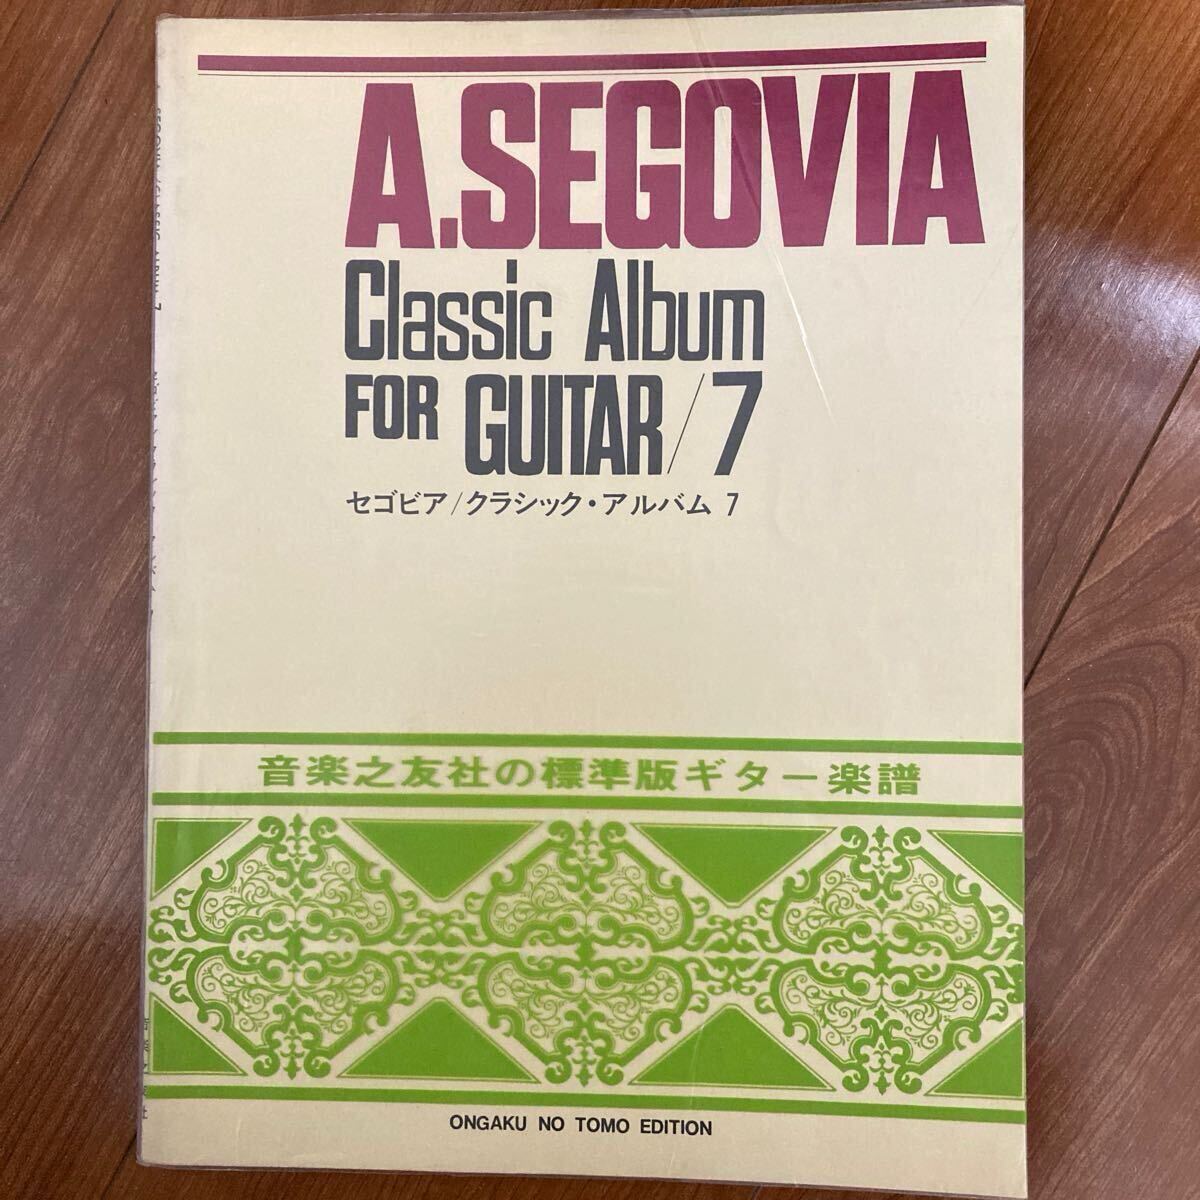 A.SEGOVIA
Classic Album
FOR GUITAR/7
セゴビア/クラシック・アルバム 7
音楽之友社の標準版ギター楽譜
ONGAKU NO TOMO EDITION